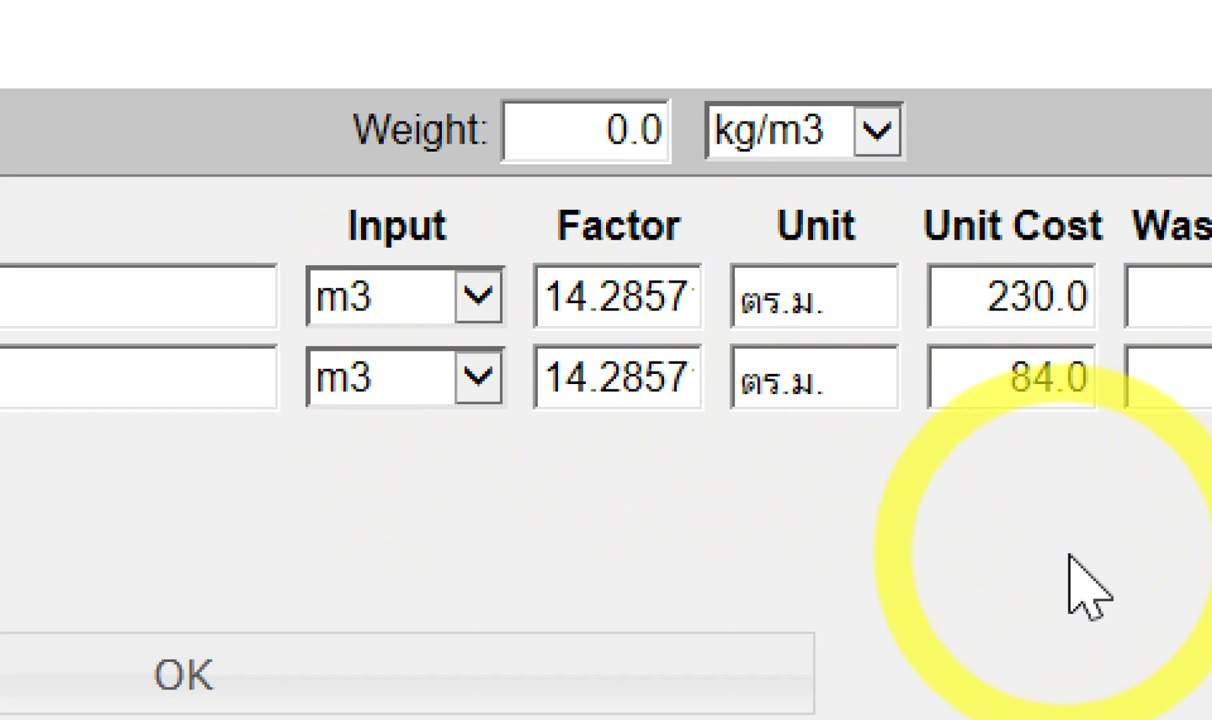 Weight: 0.0 kg/m3
Input Factor Unit Unit Cost Was
m3 14.2857 ตร.ม. 230.0
m3 14.2857 ตร.ม. 84.0
OK